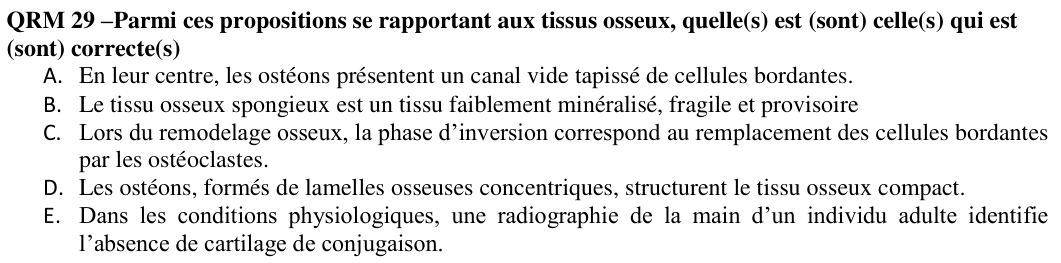 QRM 29 –Parmi ces propositions se rapportant aux tissus osseux, quelle(s) est (sont) celle(s) qui est
(sont) correcte(s)
A. En leur centre, les ostéons présentent un canal vide tapissé de cellules bordantes.
B. Le tissu osseux spongieux est un tissu faiblement minéralisé, fragile et provisoire
C. Lors du remodelage osseux, la phase d’inversion correspond au remplacement des cellules bordantes
par les ostéoclastes.
D. Les ostéons, formés de lamelles osseuses concentriques, structurent le tissu osseux compact.
E. Dans les conditions physiologiques, une radiographie de la main d’un individu adulte identifie
l’absence de cartilage de conjugaison.